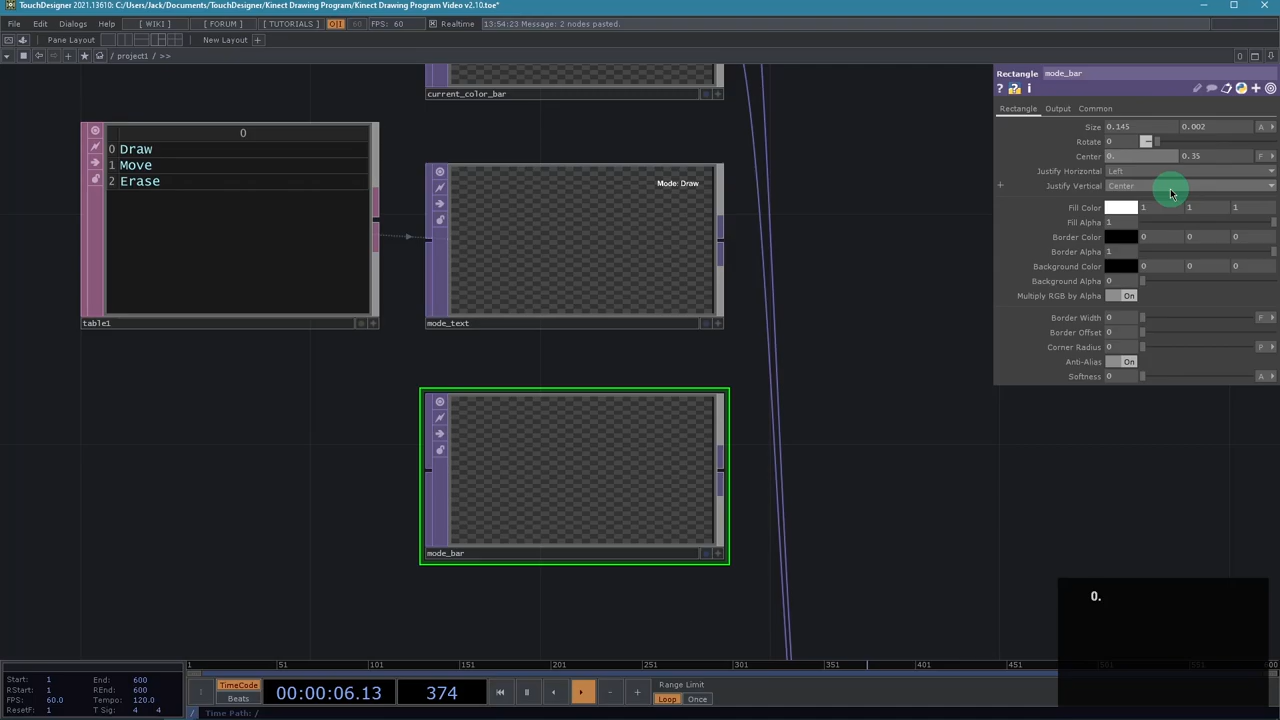 TouchDesigner 2021.13610: C:/Users/Jack/Documents/TouchDesigner/Kinect Drawing Program/Kinect Drawing Program Video v2.10.toe*
File Edit Dialogs Help [ WIKI ] [ FORUM ] [ TUTORIALS ] O|I 60 FPS: 60 Realtime 13:54:23 Message: 2 nodes pasted.
Pane Layout New Layout +
/ project1 / >>
Rectangle mode_bar
? i
Rectangle Output Common
Size 0.145 0.002 A
Rotate 0
Center 0. 0.35 F
Justify Horizontal Left
+ Justify Vertical Center
Fill Color 1 1 1
Fill Alpha 1
Border Color 0 0 0
Border Alpha 1
Background Color 0 0 0
Background Alpha 0
Multiply RGB by Alpha On
Border Width 0 F
Border Offset 0
Corner Radius 0 P
Anti-Alias On
Softness 0 A
current_color_bar
0
0 Draw
1 Move
2 Erase
table1
Mode: Draw
mode_text
mode_bar
0.
1 51 101 151 201 251 301 351 401 451 501 551 600
Start: 1 End: 600
RStart: 1 REnd: 600
FPS: 60.0 Tempo: 120.0
ResetF: 1 T Sig: 4 4
TimeCode
Beats
00:00:06.13 374
Range Limit
Loop Once
/ Time Path: /